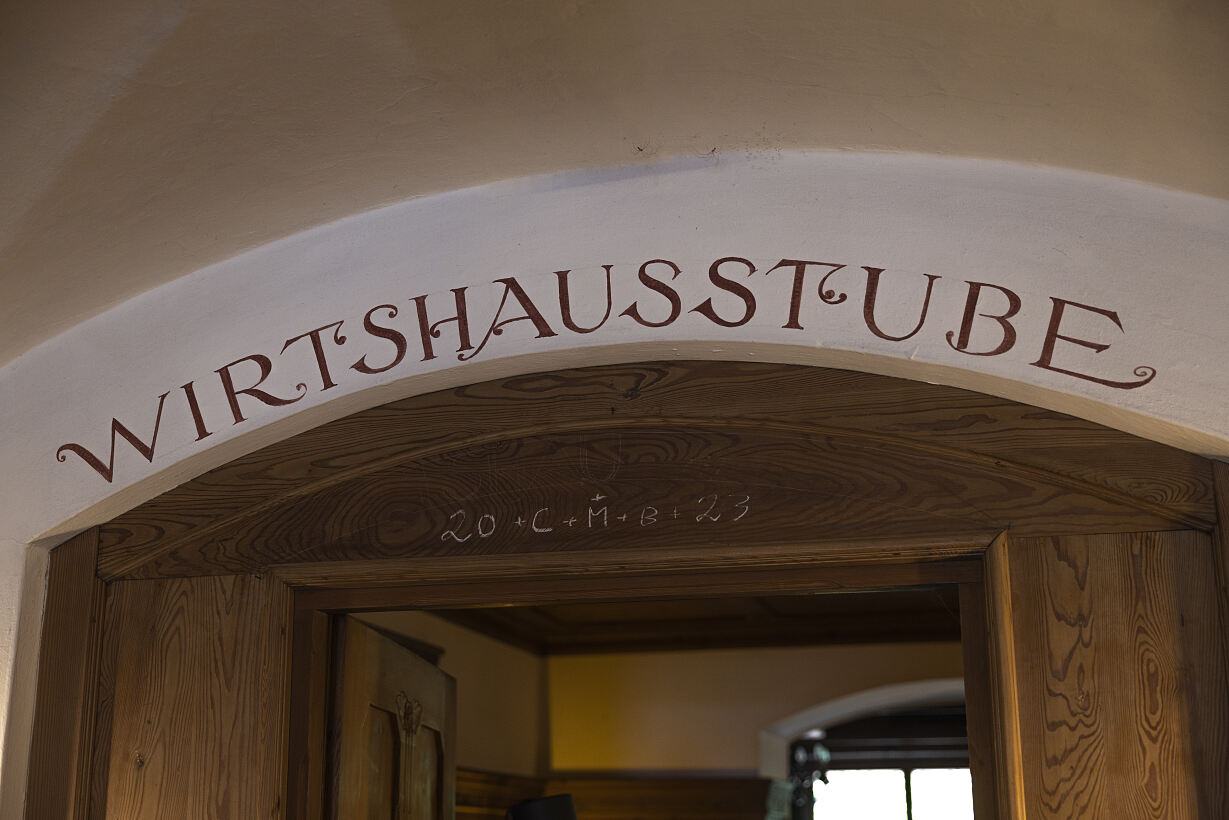 WIRTSHAUSSTUBE
20 + C + M + B + 23